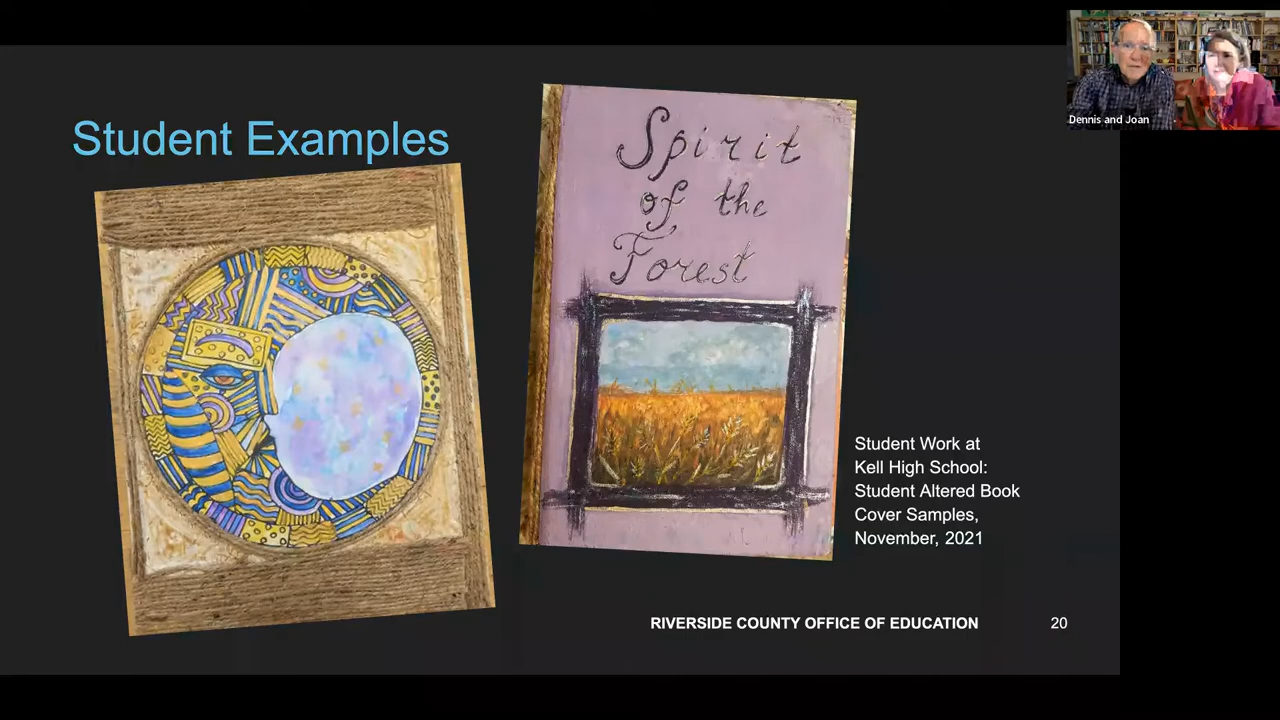 Dennis and Joan
Student Examples
Spirit
of the
Forest
Student Work at
Kell High School:
Student Altered Book
Cover Samples,
November, 2021
RIVERSIDE COUNTY OFFICE OF EDUCATION
20